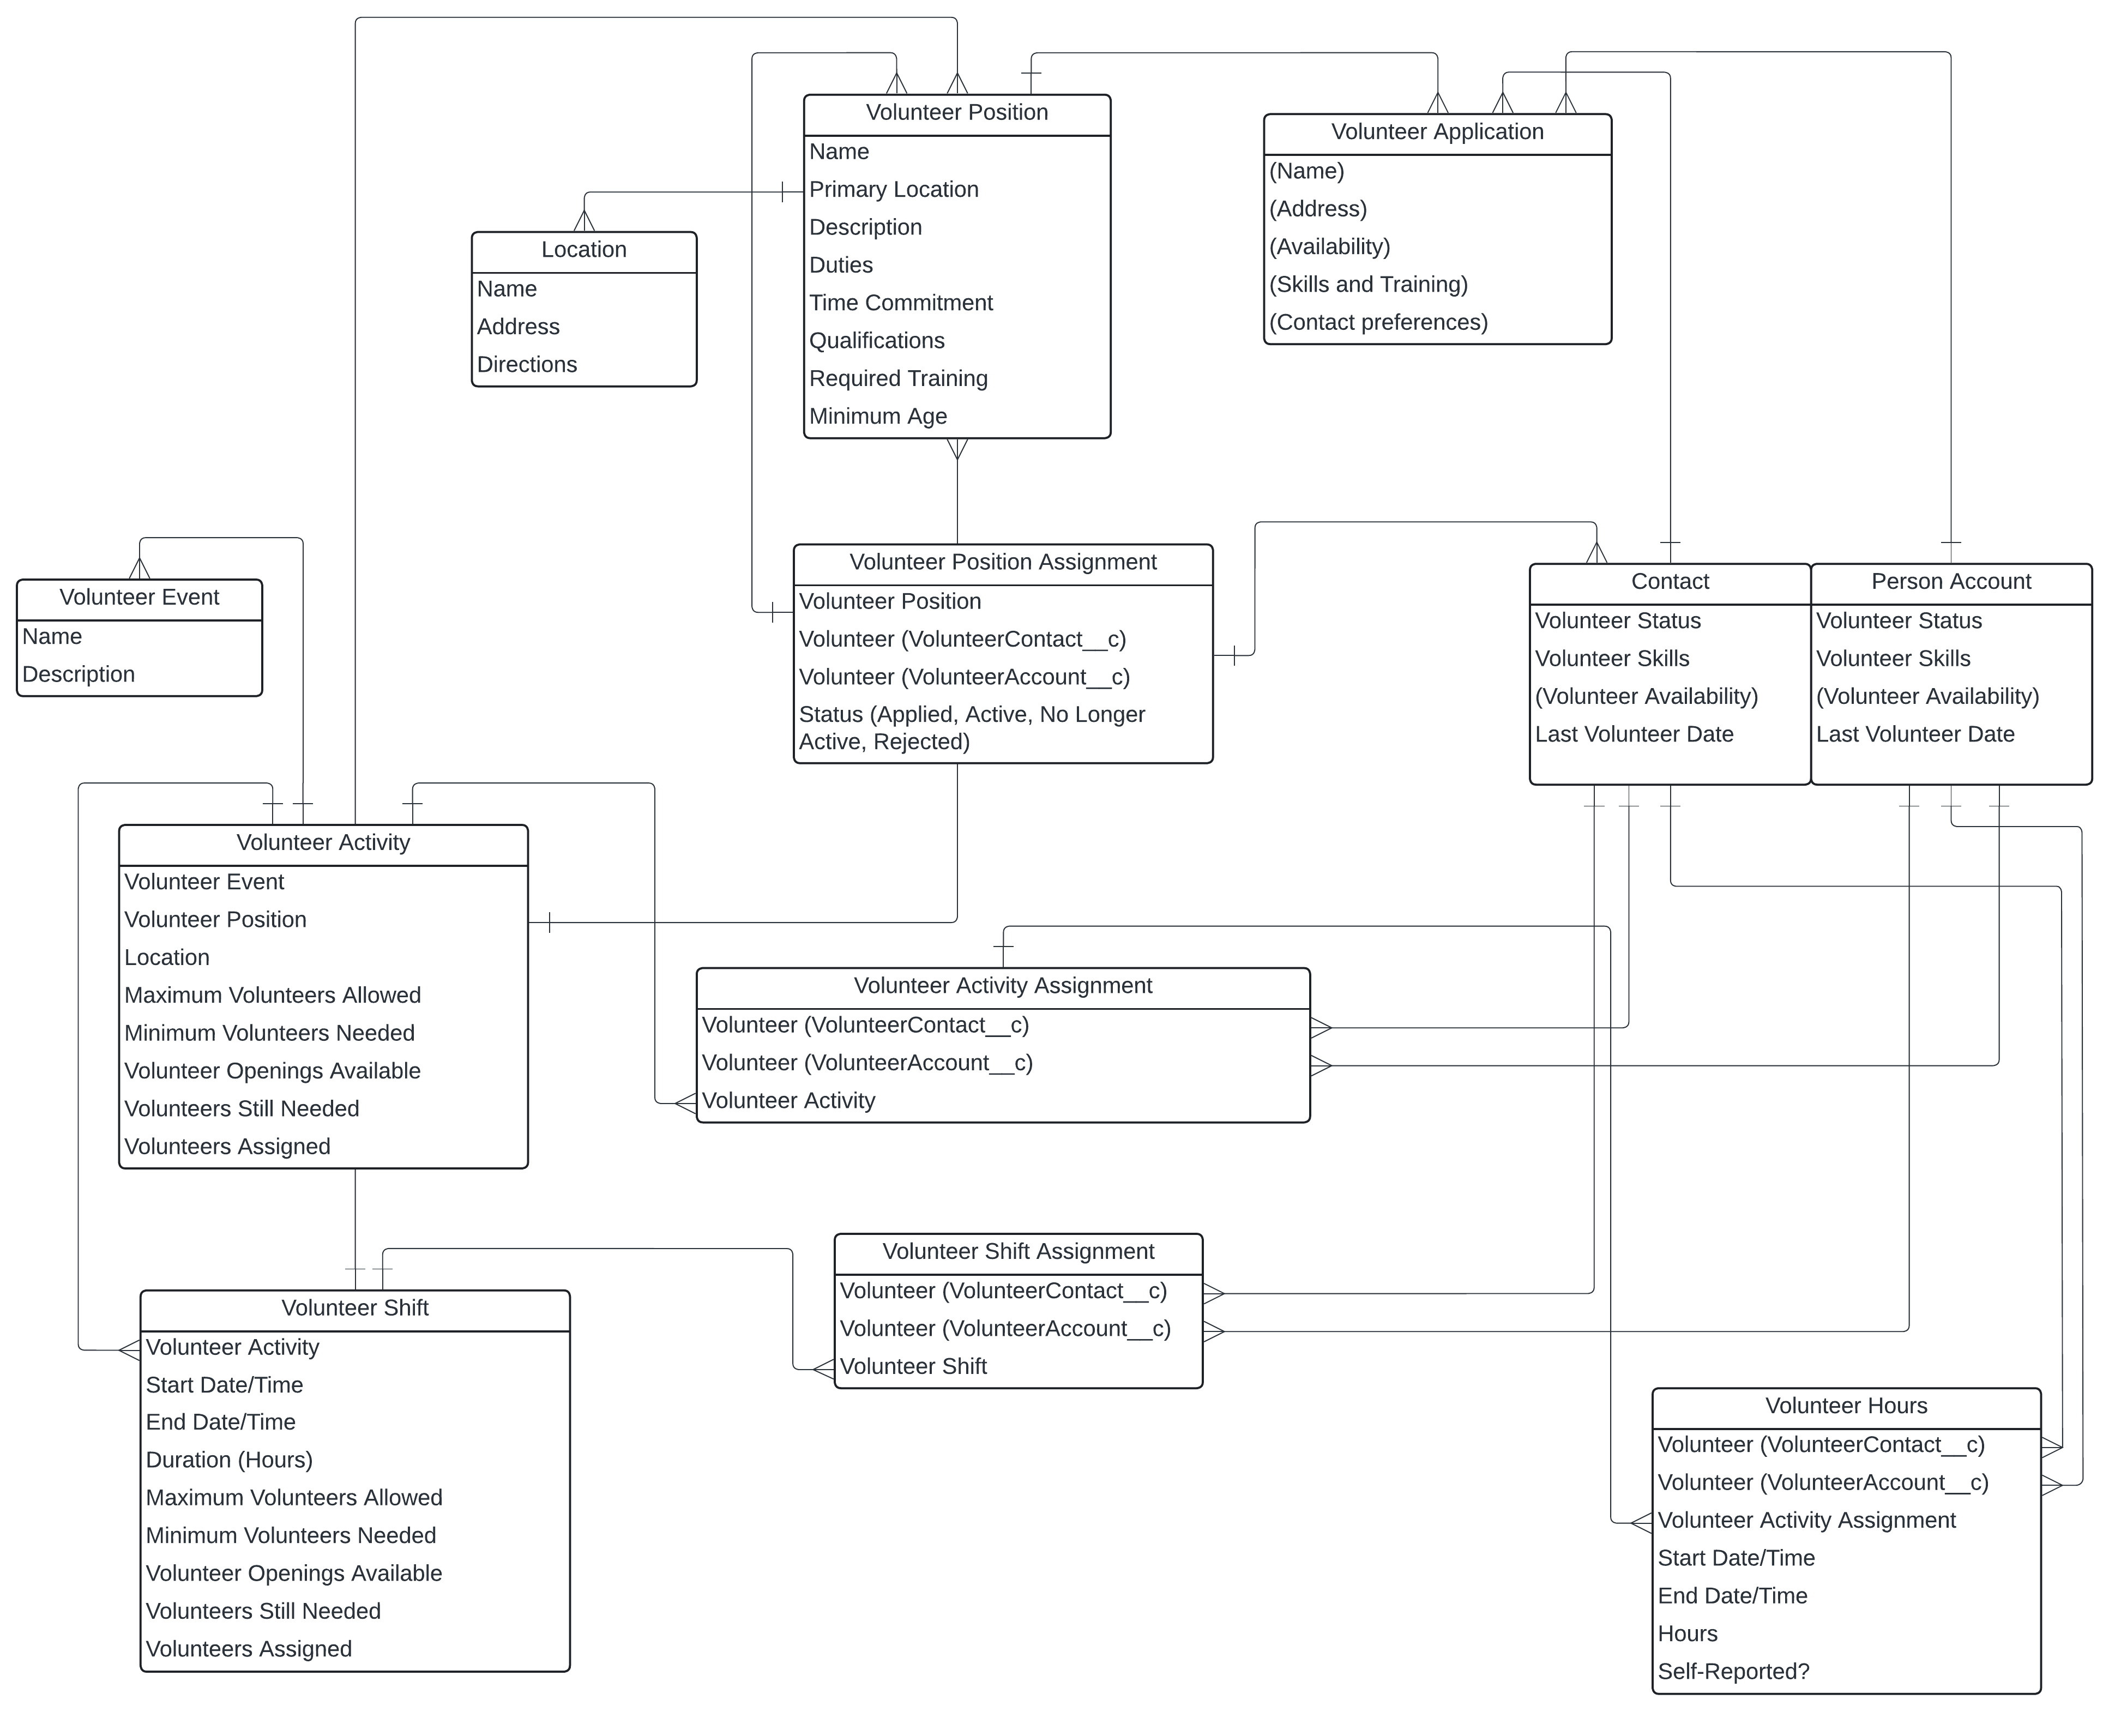 Volunteer Position
Name
Primary Location
Description
Duties
Time Commitment
Qualifications
Required Training
Minimum Age
Volunteer Application
(Name)
(Address)
(Availability)
(Skills and Training)
(Contact preferences)
Location
Name
Address
Directions
Volunteer Position Assignment
Volunteer Position
Volunteer (VolunteerContact__c)
Volunteer (VolunteerAccount__c)
Status (Applied, Active, No Longer
Active, Rejected)
Contact
Volunteer Status
Volunteer Skills
(Volunteer Availability)
Last Volunteer Date
Person Account
Volunteer Status
Volunteer Skills
(Volunteer Availability)
Last Volunteer Date
Volunteer Event
Name
Description
Volunteer Activity
Volunteer Event
Volunteer Position
Location
Maximum Volunteers Allowed
Minimum Volunteers Needed
Volunteer Openings Available
Volunteers Still Needed
Volunteers Assigned
Volunteer Activity Assignment
Volunteer (VolunteerContact__c)
Volunteer (VolunteerAccount__c)
Volunteer Activity
Volunteer Shift Assignment
Volunteer (VolunteerContact__c)
Volunteer (VolunteerAccount__c)
Volunteer Shift
Volunteer Shift
Volunteer Activity
Start Date/Time
End Date/Time
Duration (Hours)
Maximum Volunteers Allowed
Minimum Volunteers Needed
Volunteer Openings Available
Volunteers Still Needed
Volunteers Assigned
Volunteer Hours
Volunteer (VolunteerContact__c)
Volunteer (VolunteerAccount__c)
Volunteer Activity Assignment
Start Date/Time
End Date/Time
Hours
Self-Reported?